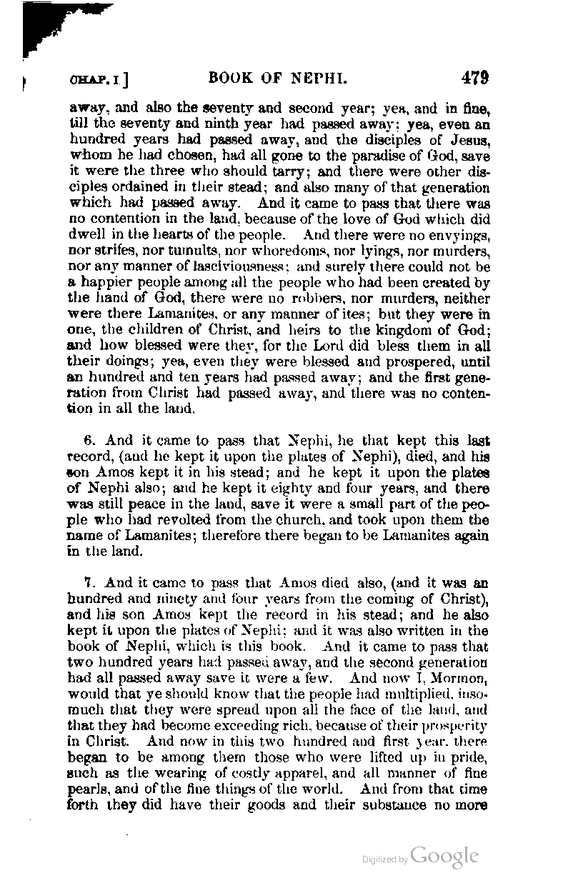 CHAP. I.] BOOK OF NEPHI. 479
away, and also the seventy and second year; yea, and in fine,
till the seventy and ninth year had passed away; yea, even an
hundred years had passed away, and the disciples of Jesus,
whom he had chosen, had all gone to the paradise of God, save
it were the three who should tarry; and there were other dis-
ciples ordained in their stead; and also many of that generation
which had passed away. And it came to pass that there was
no contention in the land, because of the love of God which did
dwell in the hearts of the people. And there were no envyings,
nor strifes, nor tumults, nor whoredoms, nor lyings, nor murders,
nor any manner of lasciviousness; and surely there could not be
a happier people among all the people who had been created by
the hand of God, there were no robbers, nor murders, neither
were there Lamanites, or any manner of ites; but they were in
one, the children of Christ, and heirs to the kingdom of God;
and how blessed were they, for the Lord did bless them in all
their doings; yea, even they were blessed and prospered, until
an hundred and ten years had passed away; and the first gene-
ration from Christ had passed away, and there was no conten-
tion in all the land.
6. And it came to pass that Nephi, he that kept this last
record, (and he kept it upon the plates of Nephi), died, and his
son Amos kept it in his stead; and he kept it upon the plates
of Nephi also; and he kept it eighty and four years, and there
was still peace in the land, save it were a small part of the peo-
ple who had revolted from the church, and took upon them the
name of Lamanites; therefore there began to be Lamanites again
in the land.
7. And it came to pass that Amos died also, (and it was an
hundred and ninety and four years from the coming of Christ),
and his son Amos kept the record in his stead; and he also
kept it upon the plates of Nephi; and it was also written in the
book of Nephi, which is this book. And it came to pass that
two hundred years had passed away, and the second generation
had all passed away save it were a few. And now I, Mormon,
would that ye should know that the people had multiplied, inso-
much that they were spread upon all the face of the land, and
that they had become exceeding rich, because of their prosperity
in Christ. And now in this two hundred and first year, there
began to be among them those who were lifted up in pride,
such as the wearing of costly apparel, and all manner of fine
pearls, and of the fine things of the world. And from that time
forth they did have their goods and their substance no more
Digitized by Google